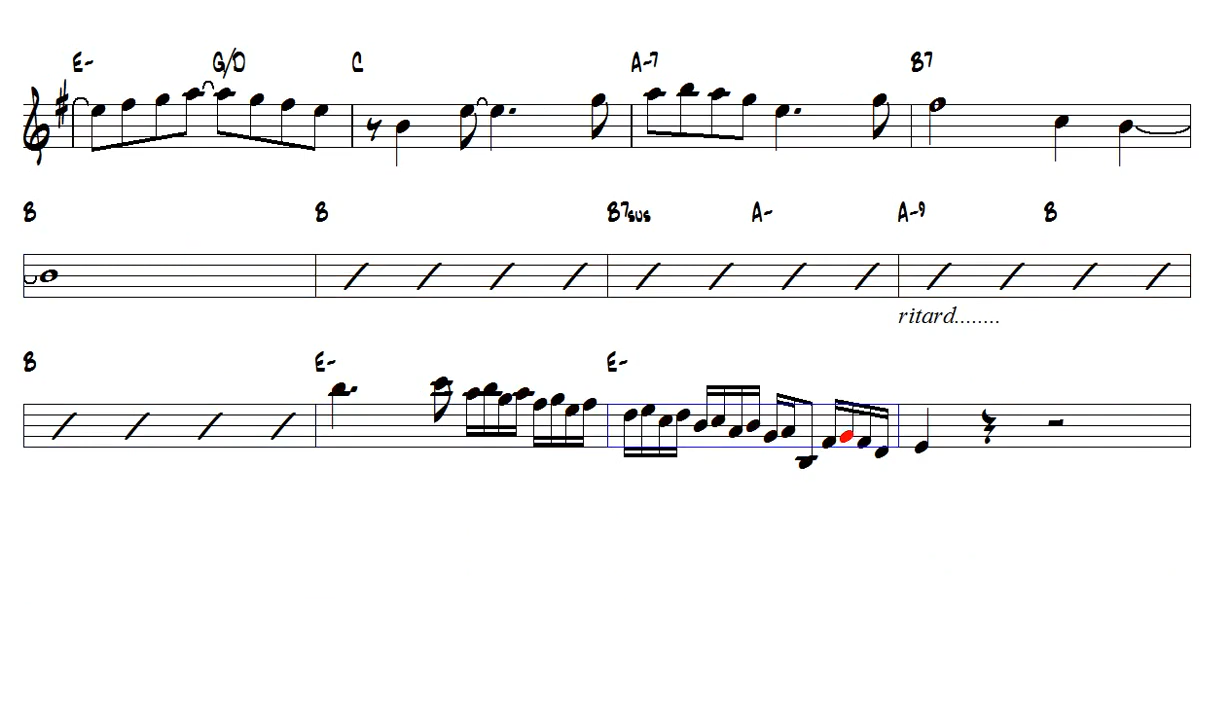 E- G/D C A-7 B7
B B B7sus A- A-9 B
ritard........
B E- E-